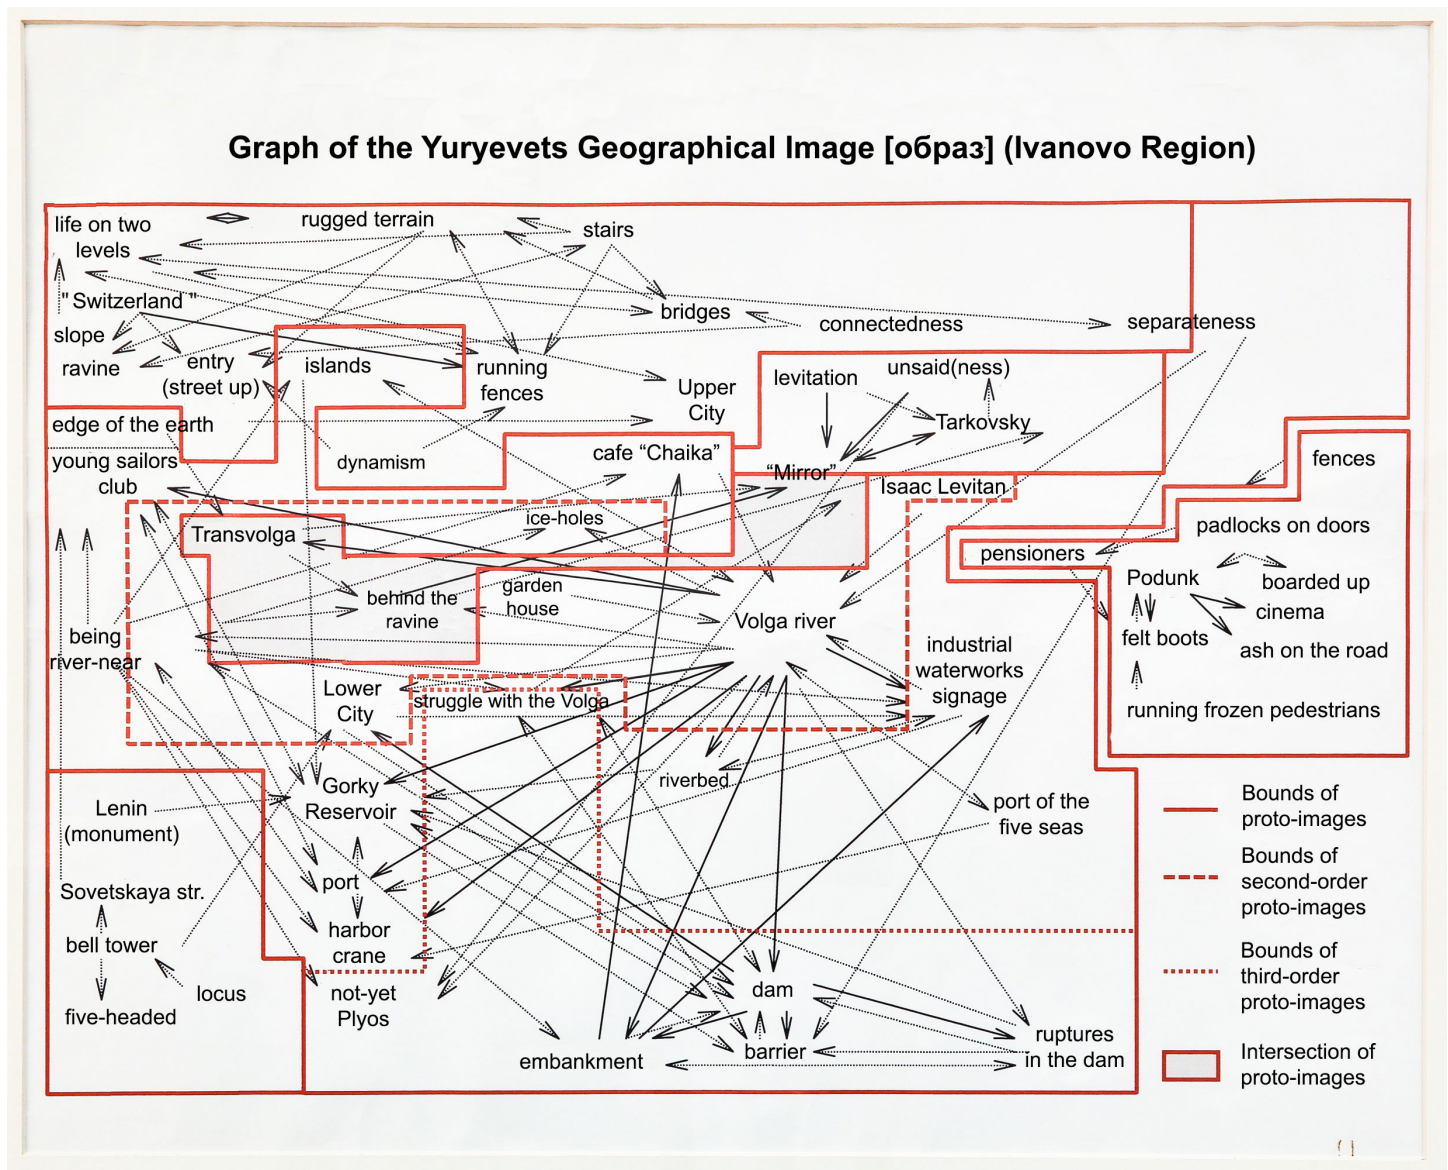 Graph of the Yuryevets Geographical Image [образ] (Ivanovo Region)
life on two
levels
rugged terrain
stairs
"Switzerland"
bridges
connectedness
separateness
slope
ravine
entry
(street up)
islands
running
fences
Upper
City
levitation
unsaid(ness)
Tarkovsky
edge of the earth
dynamism
cafe “Chaika”
“Mirror”
Isaac Levitan
fences
young sailors
club
Transvolga
ice-holes
padlocks on doors
pensioners
Podunk
boarded up
cinema
felt boots
ash on the road
running frozen pedestrians
behind the
ravine
garden
house
Volga river
being
river-near
industrial
waterworks
signage
Lower
City
struggle with the Volga
Gorky
Reservoir
riverbed
port of the
five seas
Lenin
(monument)
port
Sovetskaya str.
harbor
crane
bell tower
locus
five-headed
not-yet
Plyos
dam
embankment
barrier
ruptures
in the dam
Bounds of
proto-images
Bounds of
second-order
proto-images
Bounds of
third-order
proto-images
Intersection of
proto-images